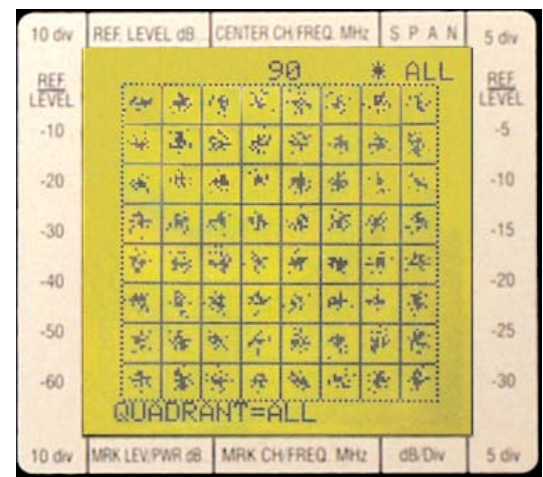 10 div REF. LEVEL dB CENTER CH/FREQ. MHz SPAN 5 div
90 * ALL
REF. LEVEL REF. LEVEL
-10 -5
-20 -10
-30 -15
-40 -20
-50 -25
-60 -30
QUADRANT=ALL
10 div MRK LEV/PWR dB MRK CH/FREQ. MHz dB/Div 5 div